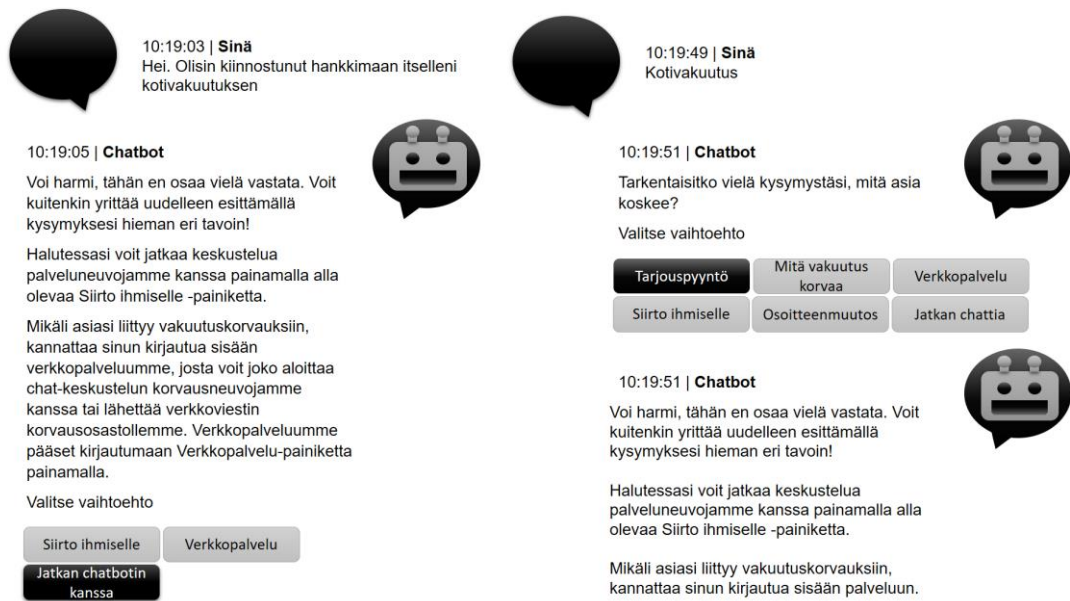 10:19:03 | Sinä
Hei. Olisin kiinnostunut hankkimaan itselleni
kotivakuutuksen
10:19:05 | Chatbot
Voi harmi, tähän en osaa vielä vastata. Voit
kuitenkin yrittää uudelleen esittämällä
kysymyksesi hieman eri tavoin!
Halutessasi voit jatkaa keskustelua
palveluneuvojamme kanssa painamalla alla
olevaa Siirto ihmiselle -painiketta.
Mikäli asiasi liittyy vakuutuskorvauksiin,
kannattaa sinun kirjautua sisään
verkkopalveluumme, josta voit joko aloittaa
chat-keskustelun korvausneuvojamme
kanssa tai lähettää verkkoviestin
korvausosastollemme. Verkkopalveluumme
pääset kirjautumaan Verkkopalvelu-painiketta
painamalla.
Valitse vaihtoehto
Siirto ihmiselle
Verkkopalvelu
Jatkan chatbotin
kanssa
10:19:49 | Sinä
Kotivakuutus
10:19:51 | Chatbot
Tarkentaisitko vielä kysymystäsi, mitä asia
koskee?
Valitse vaihtoehto
Tarjouspyyntö
Mitä vakuutus
korvaa
Verkkopalvelu
Siirto ihmiselle
Osoitteenmuutos
Jatkan chattia
10:19:51 | Chatbot
Voi harmi, tähän en osaa vielä vastata. Voit
kuitenkin yrittää uudelleen esittämällä
kysymyksesi hieman eri tavoin!
Halutessasi voit jatkaa keskustelua
palveluneuvojamme kanssa painamalla alla
olevaa Siirto ihmiselle -painiketta.
Mikäli asiasi liittyy vakuutuskorvauksiin,
kannattaa sinun kirjautua sisään palveluun.